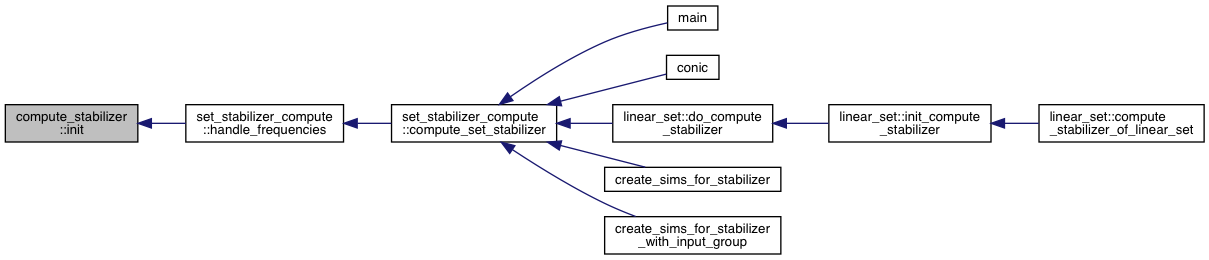 compute_stabilizer
::init
set_stabilizer_compute
::handle_frequencies
set_stabilizer_compute
::compute_set_stabilizer
main
conic
linear_set::do_compute
_stabilizer
linear_set::init_compute
_stabilizer
linear_set::compute
_stabilizer_of_linear_set
create_sims_for_stabilizer
create_sims_for_stabilizer
_with_input_group